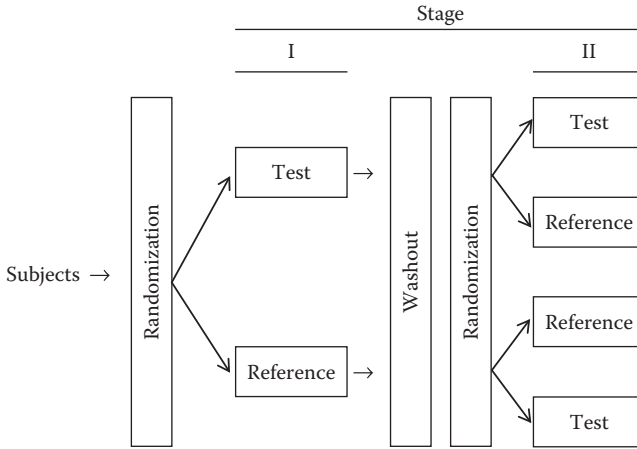 Stage
I
II
Subjects →
Randomization
Test →
Reference →
Washout
Randomization
Test
Reference
Reference
Test